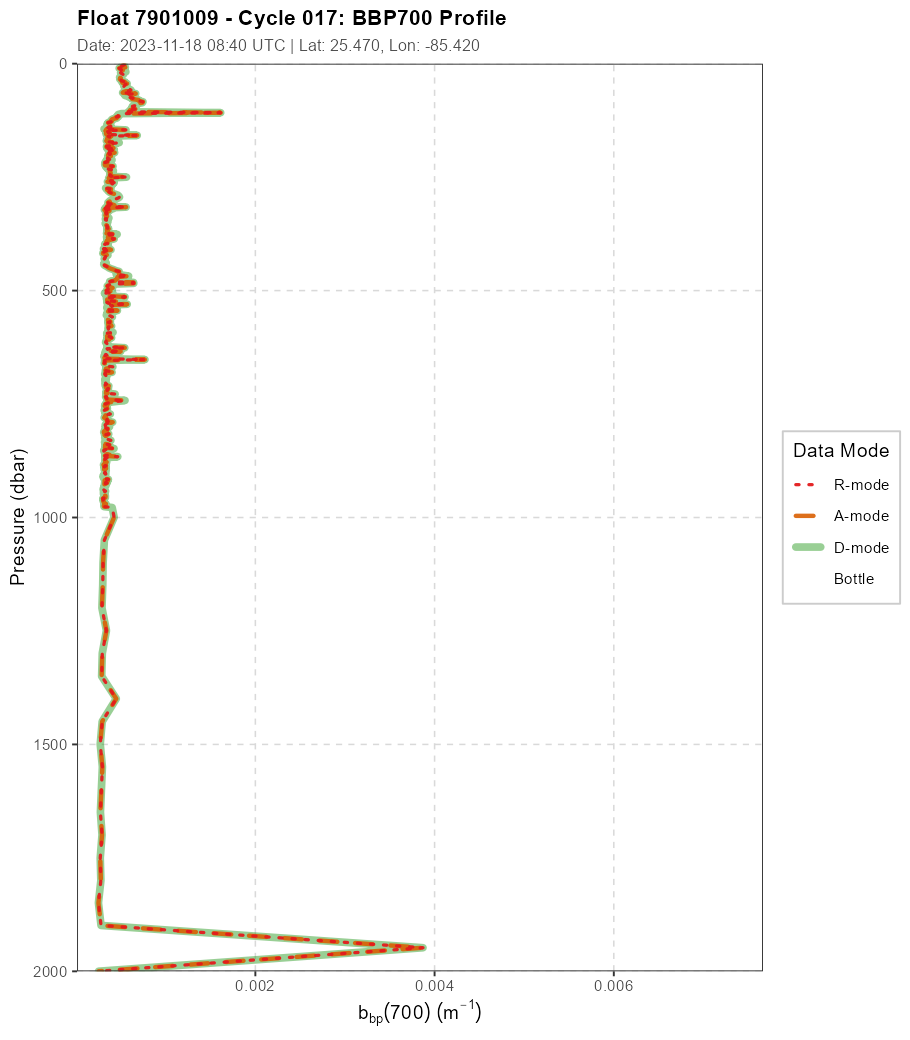 Float 7901009 - Cycle 017: BBP700 Profile
Date: 2023-11-18 08:40 UTC | Lat: 25.470, Lon: -85.420
0
500
1000
1500
2000
Pressure (dbar)
0.002
0.004
0.006
b_bp(700) (m⁻¹)
Data Mode
R-mode
A-mode
D-mode
Bottle